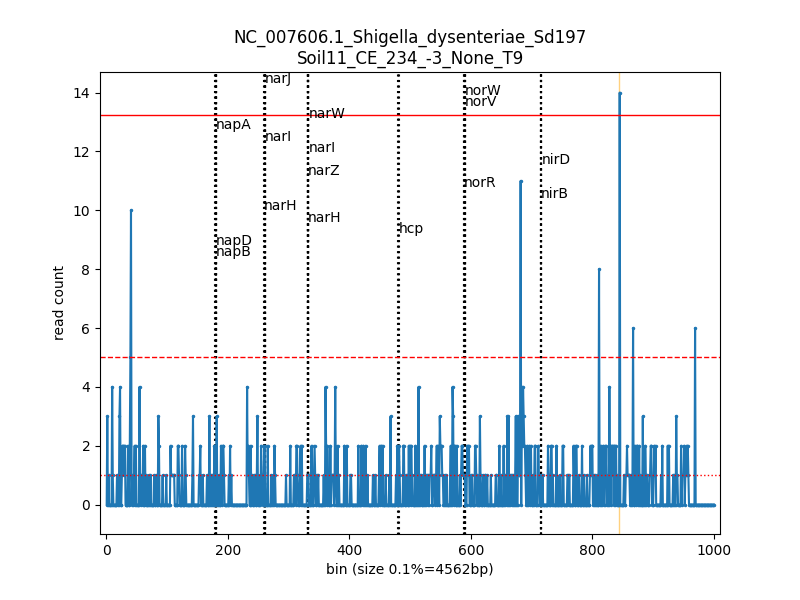 NC_007606.1_Shigella_dysenteriae_Sd197
Soil11_CE_234_-3_None_T9
narJ
norW
norV
napA
narW
narI
narI
nirD
narZ
norR
nirB
narH
narH
hcp
napD
napB
14
12
10
8
6
4
2
0
read count
0 200 400 600 800 1000
bin (size 0.1%=4562bp)